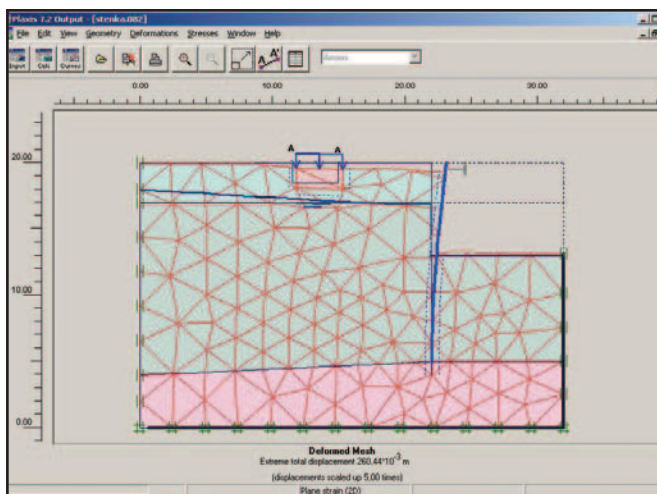 Plaxis 7.2 Output - [stenka.082]
File Edit View Geometry Deformations Stresses Window Help
Input Calc Curves A A* Arrows
0.00 10.00 20.00 30.00
A A
20.00
10.00
0.00
Deformed Mesh
Extreme total displacement 260.44*10-3 m
(displacements scaled up 5.00 times)
Plane strain (2D)